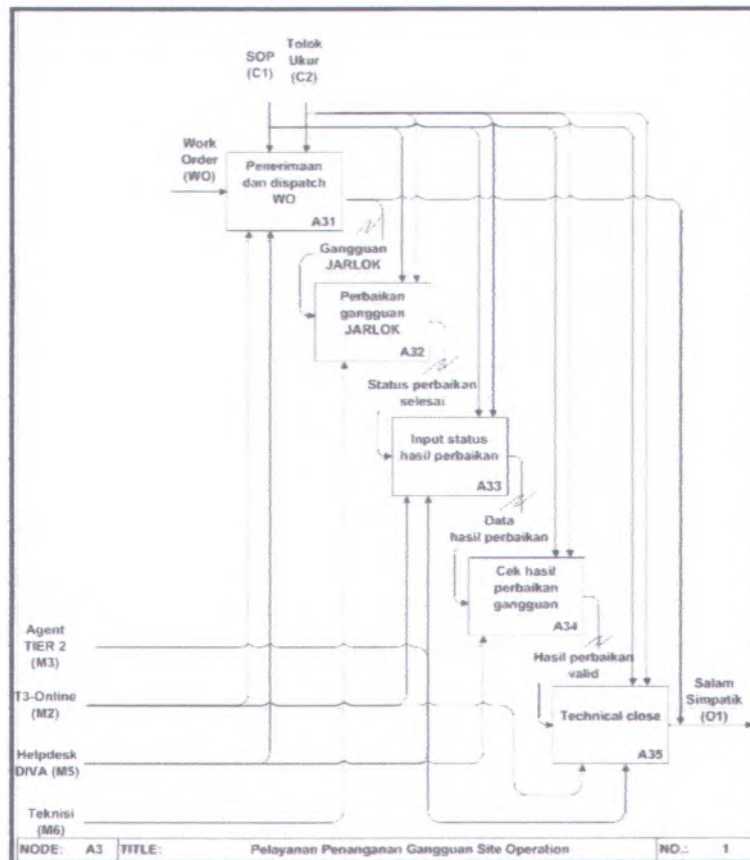 SOP
(C1)
Tolok
Ukur
(C2)
Work
Order
(WO)
Penerimaan
dan dispatch
WO
A31
Gangguan
JARLOK
Perbaikan
gangguan
JARLOK
A32
Status perbaikan
selesai
Input status
hasil perbaikan
A33
Data
hasil perbaikan
Cek hasil
perbaikan
gangguan
A34
Hasil perbaikan
valid
Technical close
A35
Salam
Simpatik
(O1)
Agent
TIER 2
(M3)
T3-Online
(M2)
Helpdesk
DIVA (M5)
Teknisi
(M6)
NODE: A3 TITLE: Pelayanan Penanganan Gangguan Site Operation NO.: 1